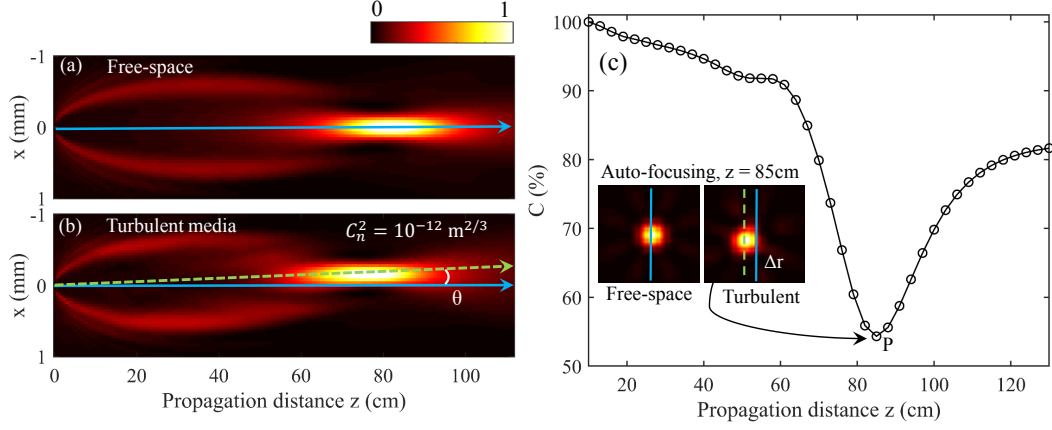 0 1
(a) Free-space
-1
0
1
x (mm)
(b) Turbulent media
C_n^2 = 10^{-12} m^{2/3}
θ
-1
0
1
x (mm)
0 20 40 60 80 100
Propagation distance z (cm)
(c)
100
90
80
70
60
50
C (%)
Auto-focusing, z = 85cm
Δr
Free-space Turbulent
P
20 40 60 80 100 120
Propagation distance z (cm)